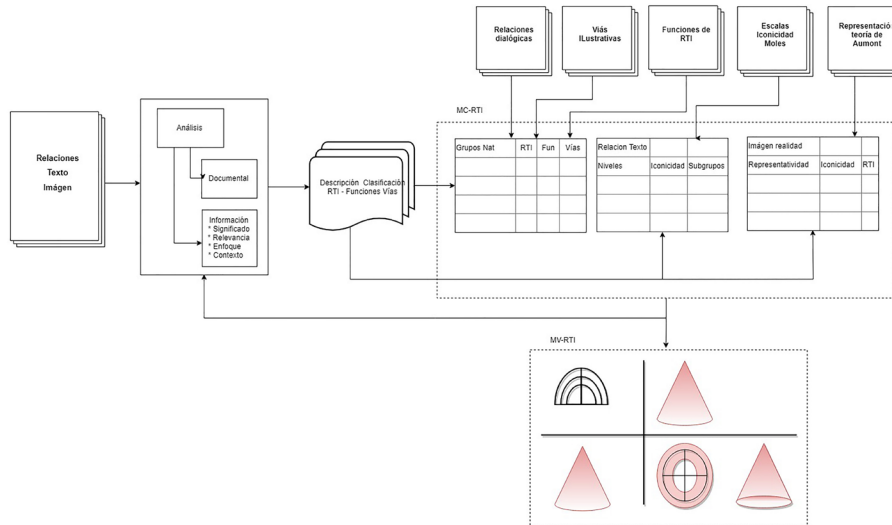 Relaciones
dialógicas
Viás
ILustrativas
Funciones de
RTI
Escalas
Iconicidad
Moles
Representación
teoría de
Aumont
MC-RTI
Relaciones
Texto
Imágen
Análisis
Documental
Información
* Significado
* Relevancia
* Enfoque
* Contexto
Descripción Clasificación
RTI - Funciones Vías
Grupos Nat RTI Fun Vías
Relacion Texto
Niveles Iconicidad Subgrupos
Imágen realidad
Representatividad Iconicidad RTI
MV-RTI